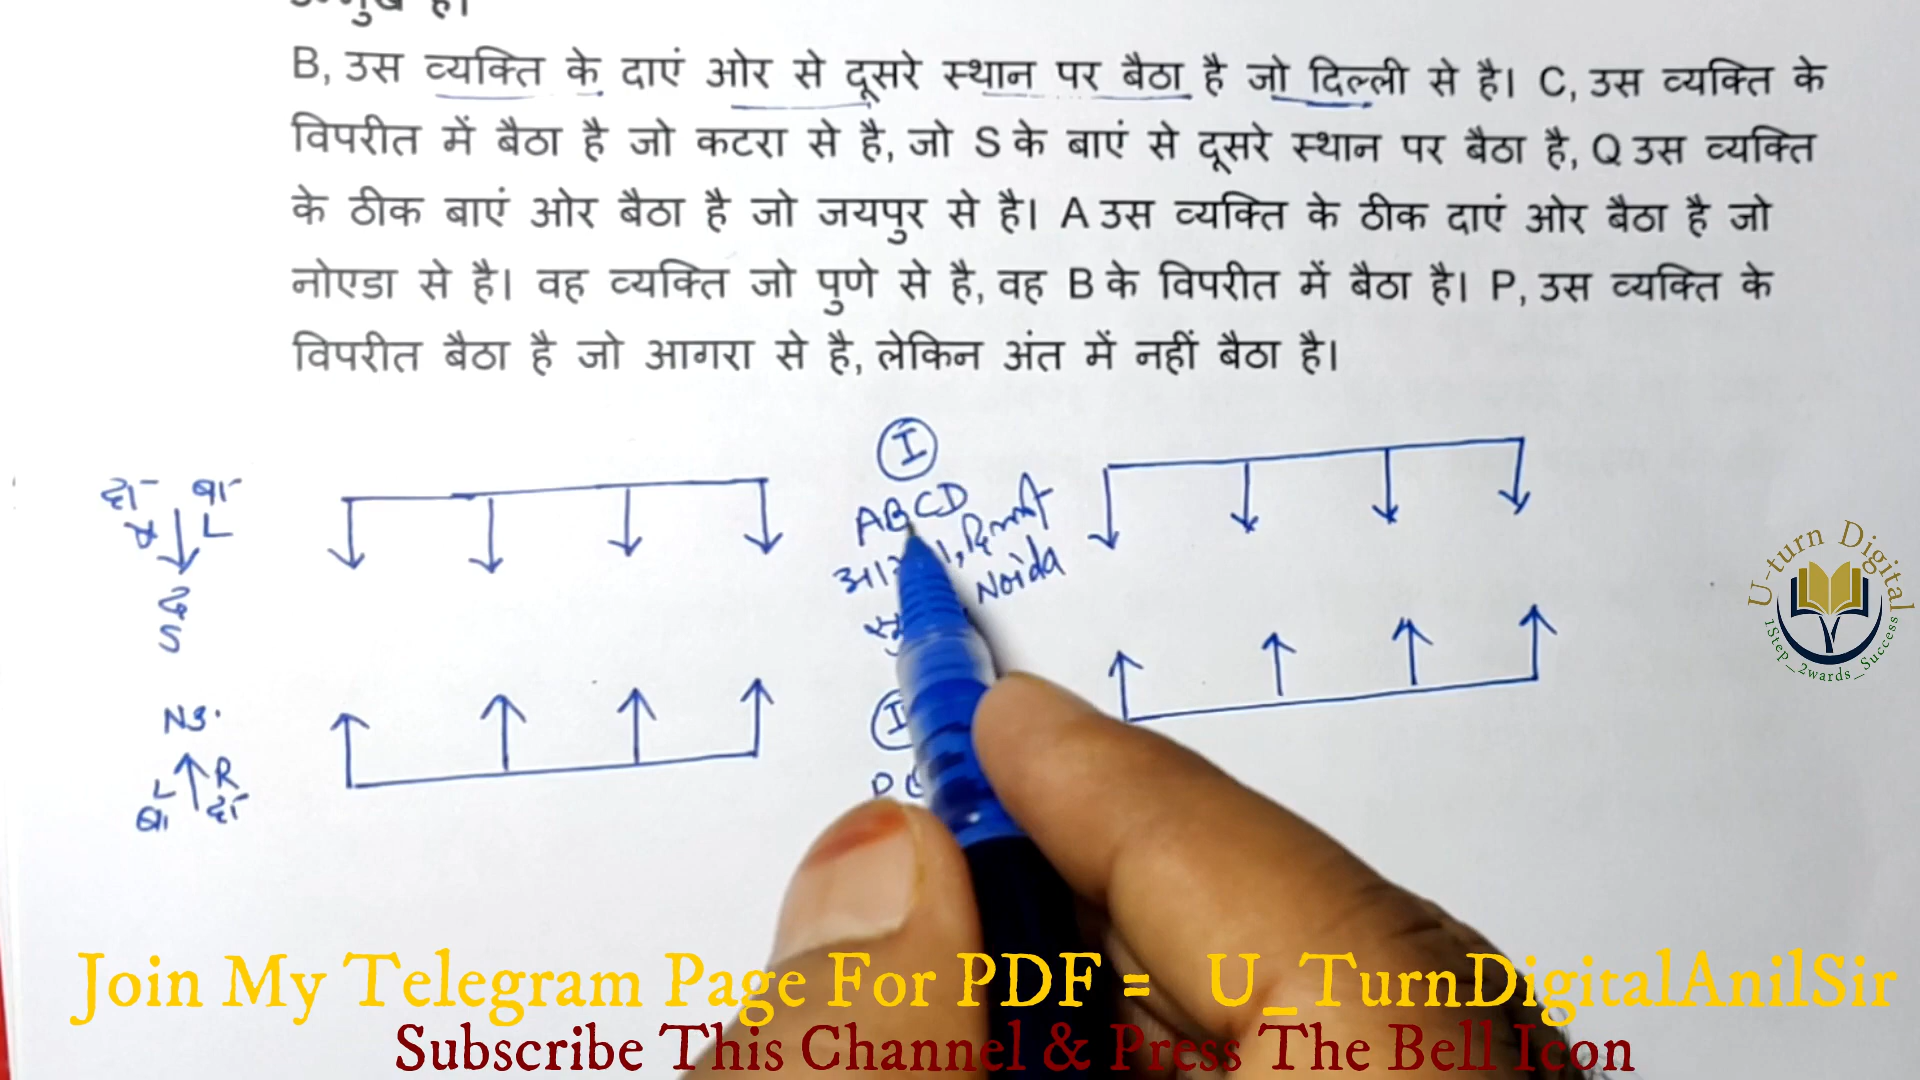 B, उस व्यक्ति के दाएं ओर से दूसरे स्थान पर बैठा है जो दिल्ली से है। C, उस व्यक्ति के
विपरीत में बैठा है जो कटरा से है, जो S के बाएं से दूसरे स्थान पर बैठा है, Q उस व्यक्ति
के ठीक बाएं ओर बैठा है जो जयपुर से है। A उस व्यक्ति के ठीक दाएं ओर बैठा है जो
नोएडा से है। वह व्यक्ति जो पुणे से है, वह B के विपरीत में बैठा है। P, उस व्यक्ति के
विपरीत बैठा है जो आगरा से है, लेकिन अंत में नहीं बैठा है।
I
ABCD
Noida
दा बा
L
द
S
N उ.
L R
बा दा
U-turn Digital
1Step_2wards_Success
Join My Telegram Page For PDF = U_TurnDigitalAnilSir
Subscribe This Channel & Press The Bell Icon